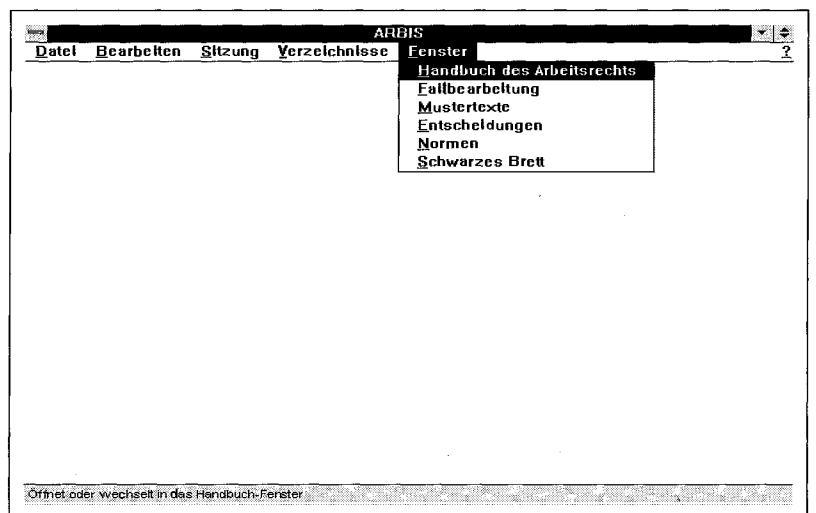 ARBIS
Datei Bearbeiten Sitzung Verzeichnisse Fenster ?
Handbuch des Arbeitsrechts
Fallbearbeitung
Mustertexte
Entscheidungen
Normen
Schwarzes Brett
Öffnet oder wechselt in das Handbuch-Fenster